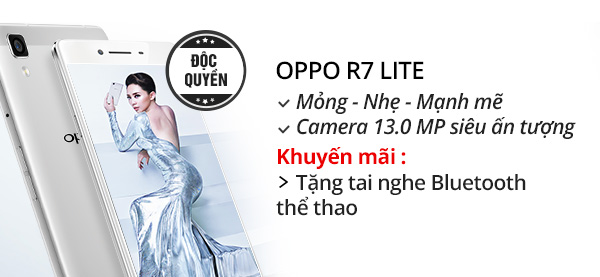 ĐỘC
QUYỀN
OPPO R7 LITE
Mỏng - Nhẹ - Mạnh mẽ
Camera 13.0 MP siêu ấn tượng
Khuyến mãi :
> Tặng tai nghe Bluetooth
thể thao